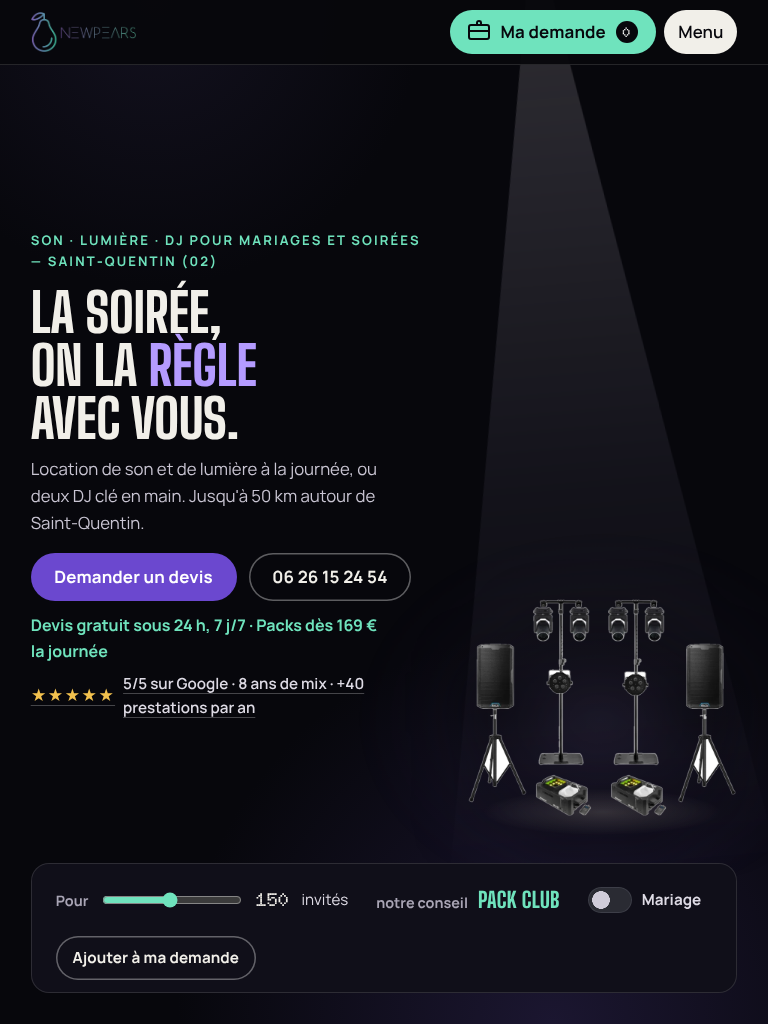 NEWPEARS
Ma demande 0
Menu
SON · LUMIÈRE · DJ POUR MARIAGES ET SOIRÉES
— SAINT-QUENTIN (02)
LA SOIRÉE,
ON LA RÈGLE
AVEC VOUS.
Location de son et de lumière à la journée, ou
deux DJ clé en main. Jusqu'à 50 km autour de
Saint-Quentin.
Demander un devis
06 26 15 24 54
Devis gratuit sous 24 h, 7 j/7 · Packs dès 169 €
la journée
★★★★★ 5/5 sur Google · 8 ans de mix · +40
prestations par an
Pour 150 invités notre conseil PACK CLUB Mariage
Ajouter à ma demande